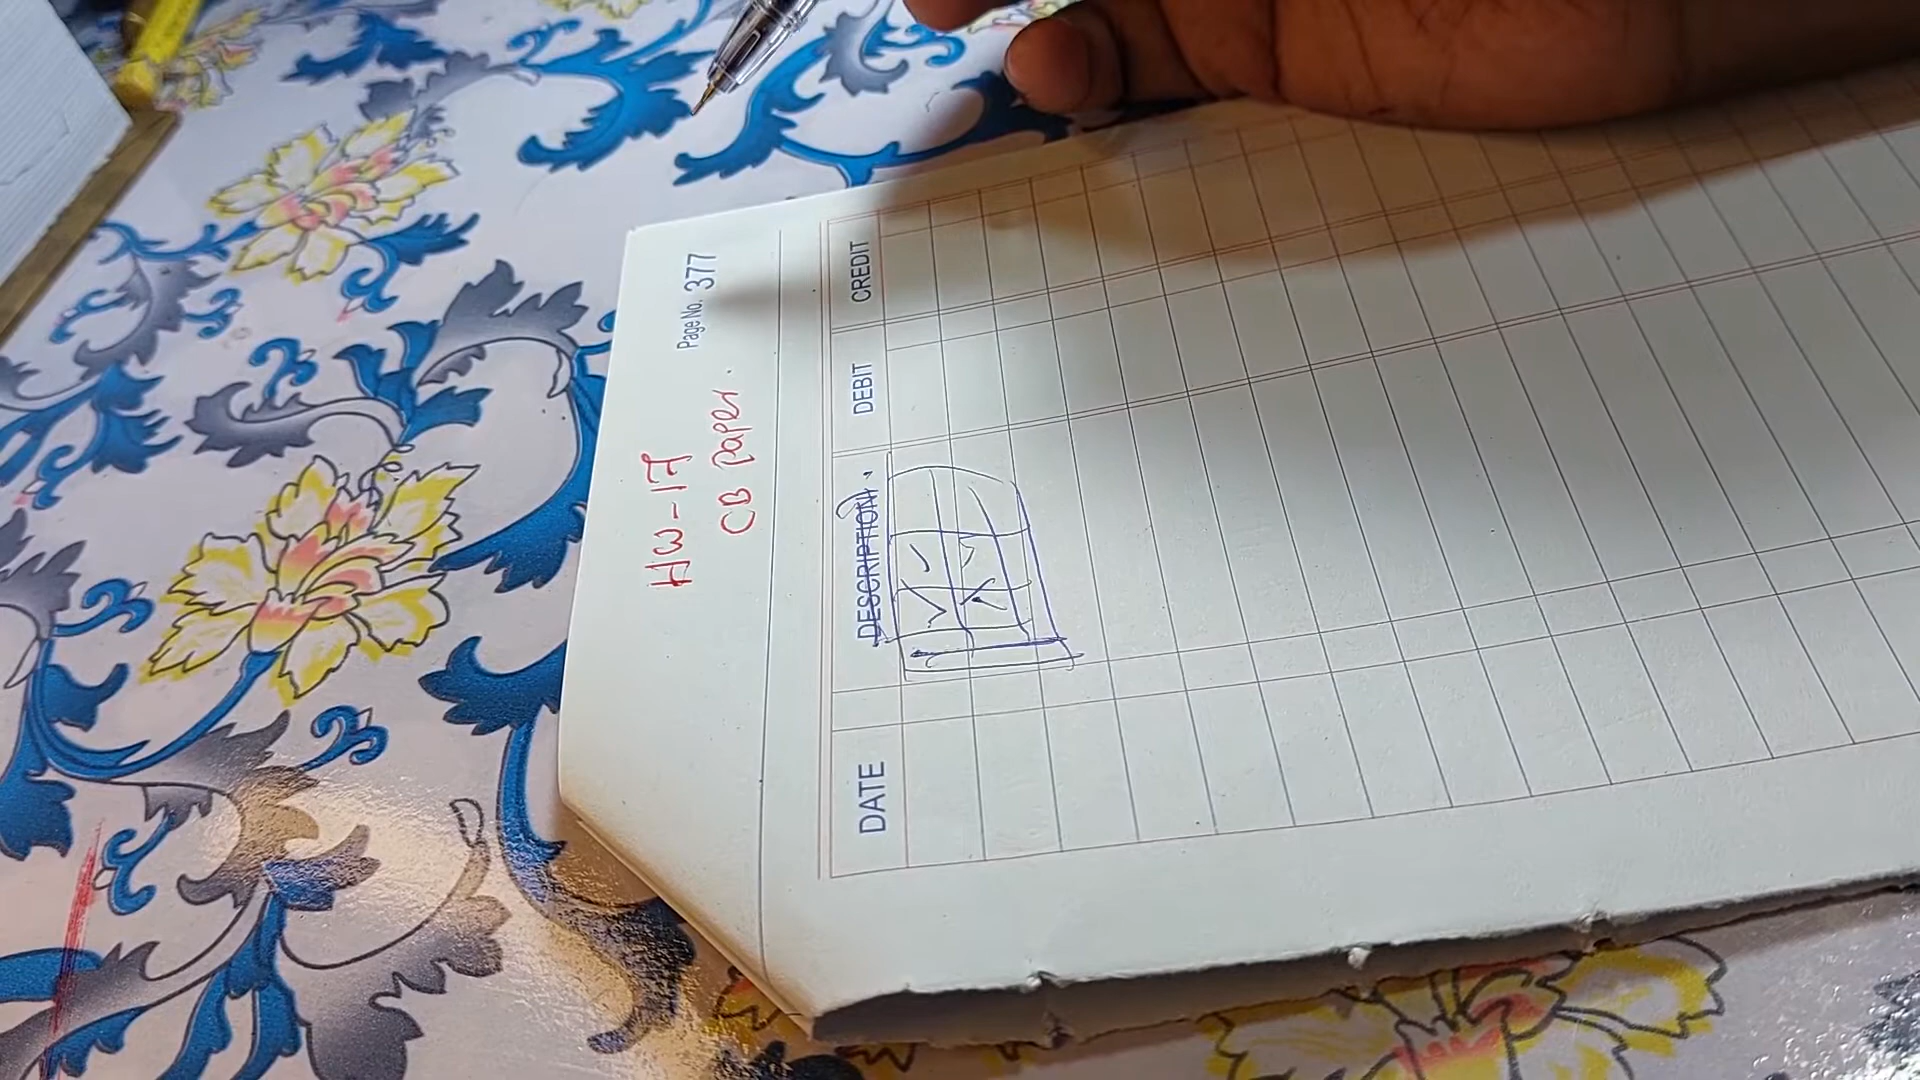 Page No. 377
HW-17
CB Paper.
DATE DESCRIPTION DEBIT CREDIT